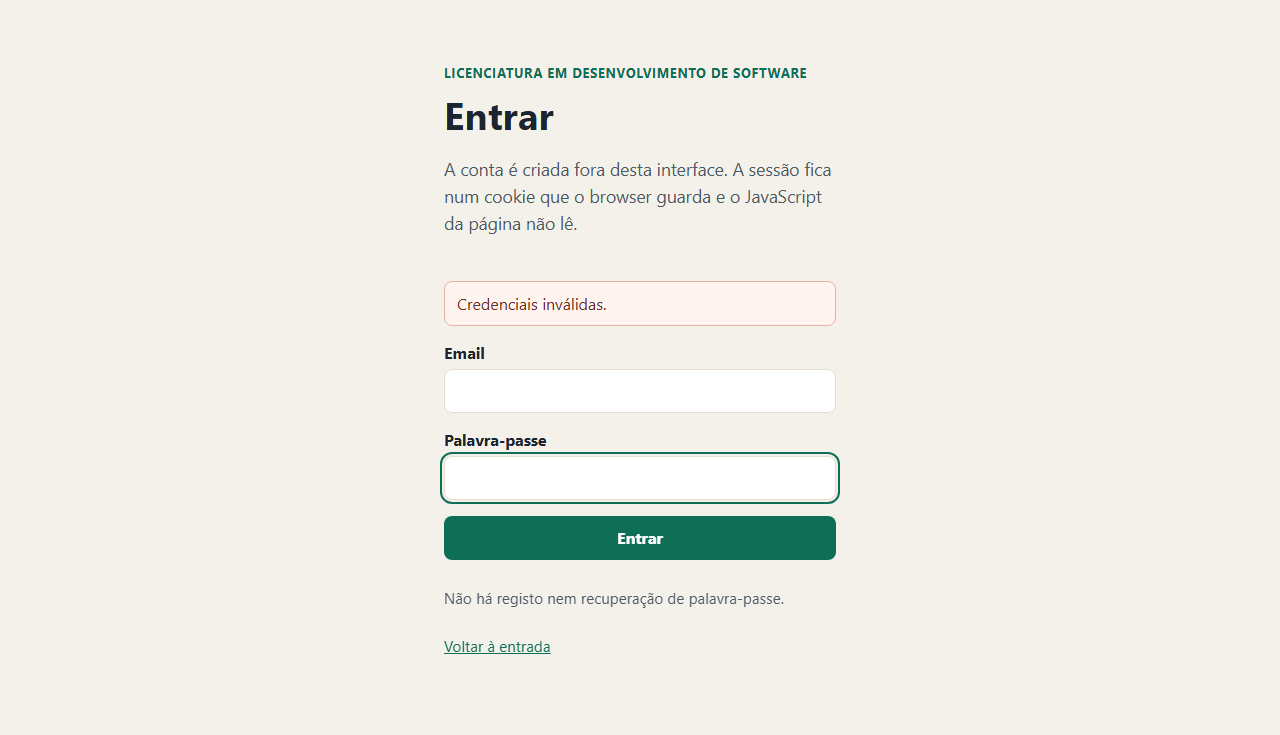 LICENCIATURA EM DESENVOLVIMENTO DE SOFTWARE
Entrar
A conta é criada fora desta interface. A sessão fica
num cookie que o browser guarda e o JavaScript
da página não lê.
Credenciais inválidas.
Email
Palavra-passe
Entrar
Não há registo nem recuperação de palavra-passe.
Voltar à entrada